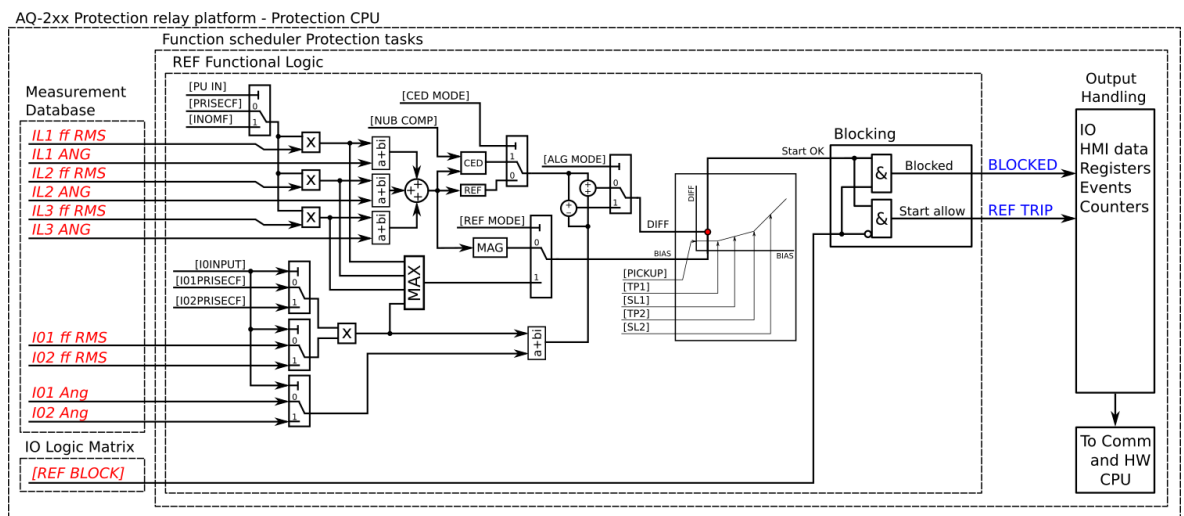 AQ-2xx Protection relay platform - Protection CPU
Function scheduler Protection tasks
REF Functional Logic
Measurement
Database
IL1 ff RMS
IL1 ANG
IL2 ff RMS
IL2 ANG
IL3 ff RMS
IL3 ANG
I01 ff RMS
I02 ff RMS
I01 Ang
I02 Ang
IO Logic Matrix
[REF BLOCK]
[PU IN]
[PRISECF]
[INOMF]
0
1
X
X
X
a+bi
a+bi
a+bi
+
+
+
[I0INPUT]
[I01PRISECF]
[I02PRISECF]
0
1
0
1
0
1
X
MAX
a+bi
[CED MODE]
[NUB COMP]
CED
REF
1
0
[REF MODE]
MAG
0
1
[ALG MODE]
0
1
+
-
+
-
DIFF
BIAS
DIFF
BIAS
[PICKUP]
[TP1]
[SL1]
[TP2]
[SL2]
Start OK
Blocking
&
Blocked
&
Start allow
BLOCKED
REF TRIP
Output
Handling
IO
HMI data
Registers
Events
Counters
To Comm
and HW
CPU